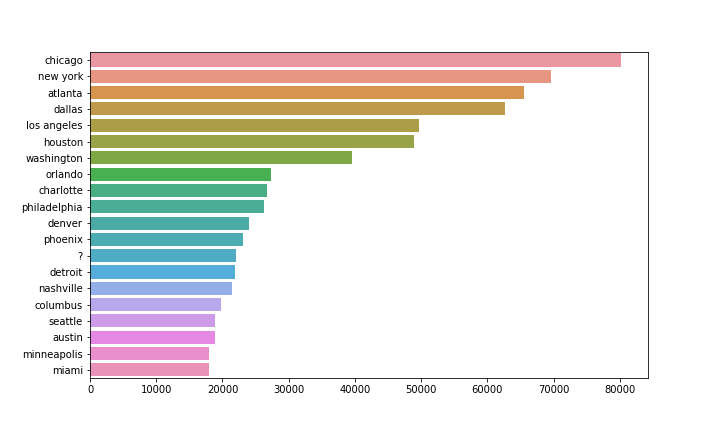 chicago
new york
atlanta
dallas
los angeles
houston
washington
orlando
charlotte
philadelphia
denver
phoenix
?
detroit
nashville
columbus
seattle
austin
minneapolis
miami
0 10000 20000 30000 40000 50000 60000 70000 80000